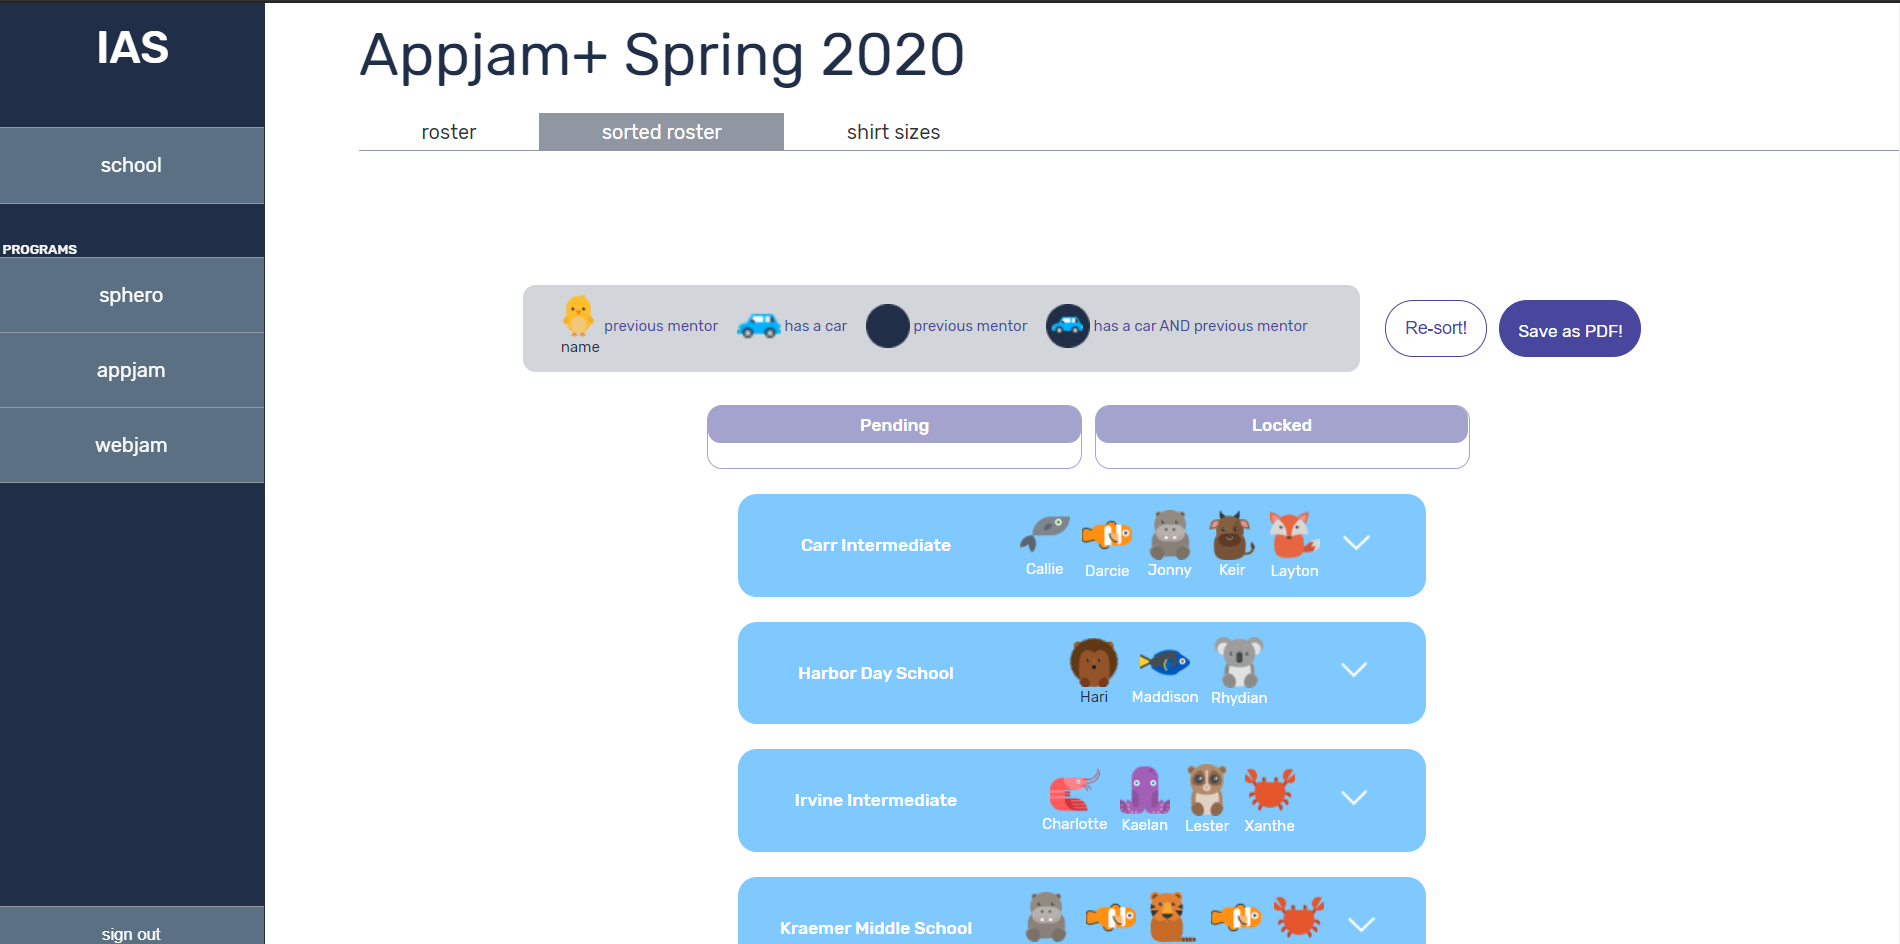 IAS
school
PROGRAMS
sphero
appjam
webjam
sign out
Appjam+ Spring 2020
roster
sorted roster
shirt sizes
name
previous mentor
has a car
previous mentor
has a car AND previous mentor
Re-sort!
Save as PDF!
Pending
Locked
Carr Intermediate
Callie
Darcie
Jonny
Keir
Layton
Harbor Day School
Hari
Maddison
Rhydian
Irvine Intermediate
Charlotte
Kaelan
Lester
Xanthe
Kraemer Middle School